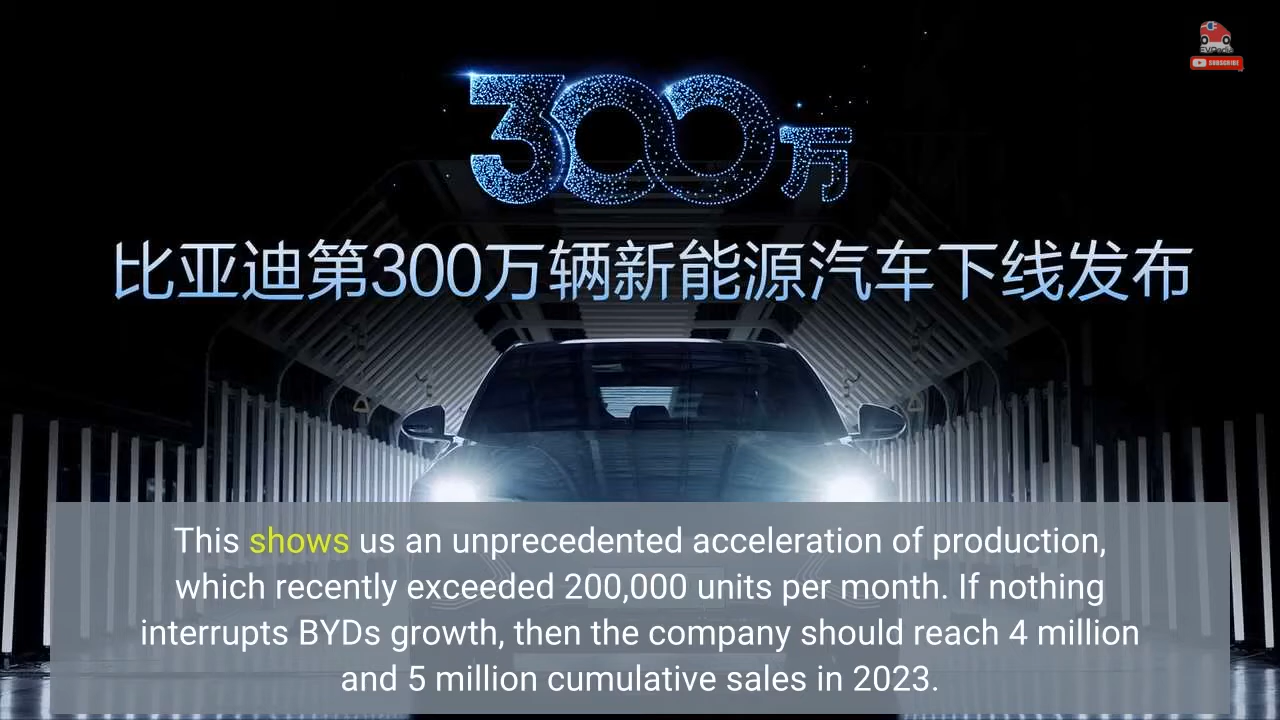 300万
EVPedia
SUBSCRIBE
比亚迪第300万辆新能源汽车下线发布
This shows us an unprecedented acceleration of production,
which recently exceeded 200,000 units per month. If nothing
interrupts BYDs growth, then the company should reach 4 million
and 5 million cumulative sales in 2023.